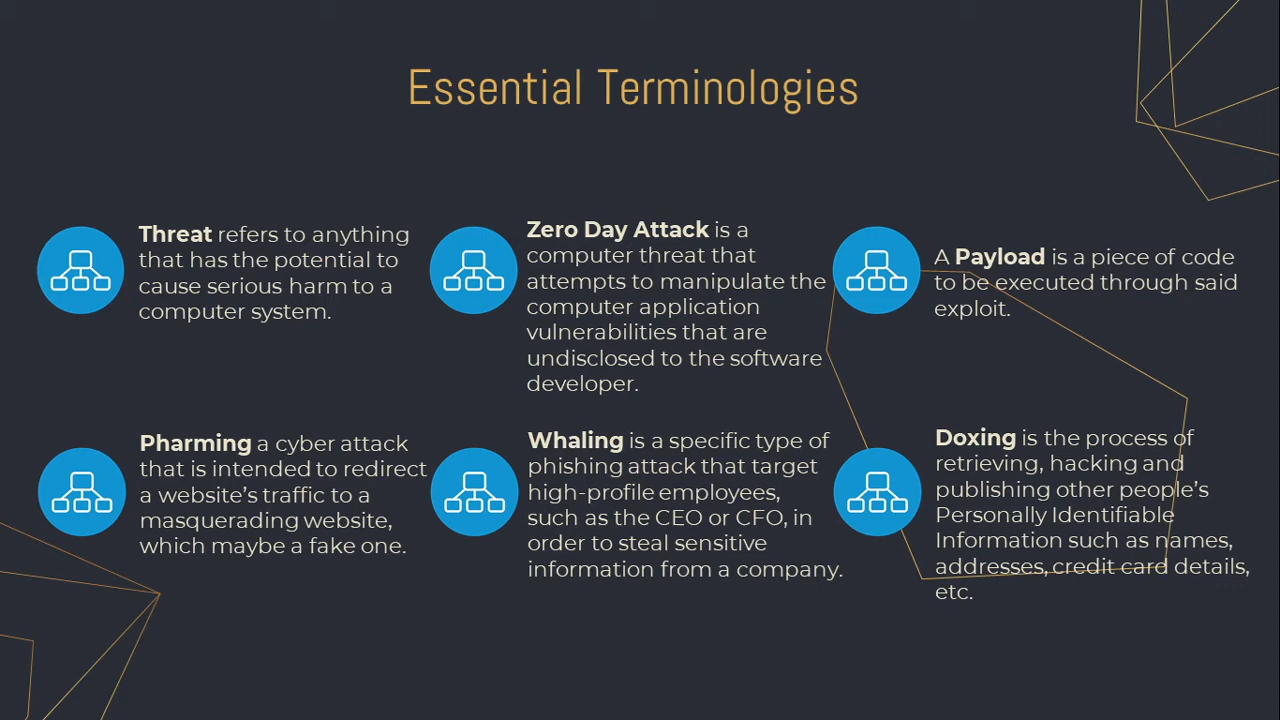 Essential Terminologies
Threat refers to anything
that has the potential to
cause serious harm to a
computer system.
Zero Day Attack is a
computer threat that
attempts to manipulate the
computer application
vulnerabilities that are
undisclosed to the software
developer.
A Payload is a piece of code
to be executed through said
exploit.
Pharming a cyber attack
that is intended to redirect
a website’s traffic to a
masquerading website,
which maybe a fake one.
Whaling is a specific type of
phishing attack that target
high-profile employees,
such as the CEO or CFO, in
order to steal sensitive
information from a company.
Doxing is the process of
retrieving, hacking and
publishing other people’s
Personally Identifiable
Information such as names,
addresses, credit card details,
etc.